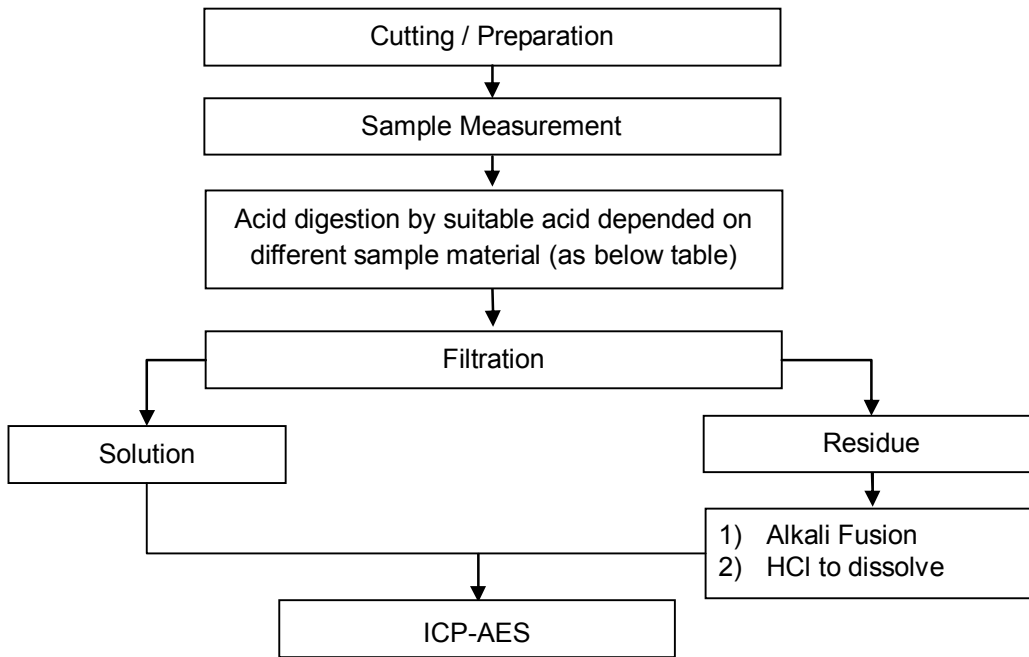 Cutting / Preparation
Sample Measurement
Acid digestion by suitable acid depended on
different sample material (as below table)
Filtration
Solution
Residue
1) Alkali Fusion
2) HCl to dissolve
ICP-AES